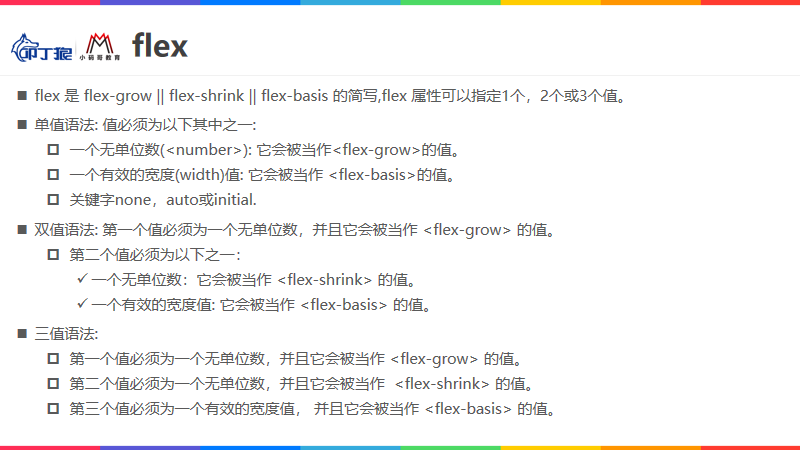 叩丁狼
小码哥教育
flex
flex 是 flex-grow || flex-shrink || flex-basis 的简写,flex 属性可以指定1个，2个或3个值。
单值语法: 值必须为以下其中之一:
一个无单位数(<number>): 它会被当作<flex-grow>的值。
一个有效的宽度(width)值: 它会被当作 <flex-basis>的值。
关键字none，auto或initial.
双值语法: 第一个值必须为一个无单位数，并且它会被当作 <flex-grow> 的值。
第二个值必须为以下之一：
一个无单位数：它会被当作 <flex-shrink> 的值。
一个有效的宽度值: 它会被当作 <flex-basis> 的值。
三值语法:
第一个值必须为一个无单位数，并且它会被当作 <flex-grow> 的值。
第二个值必须为一个无单位数，并且它会被当作 <flex-shrink> 的值。
第三个值必须为一个有效的宽度值， 并且它会被当作 <flex-basis> 的值。